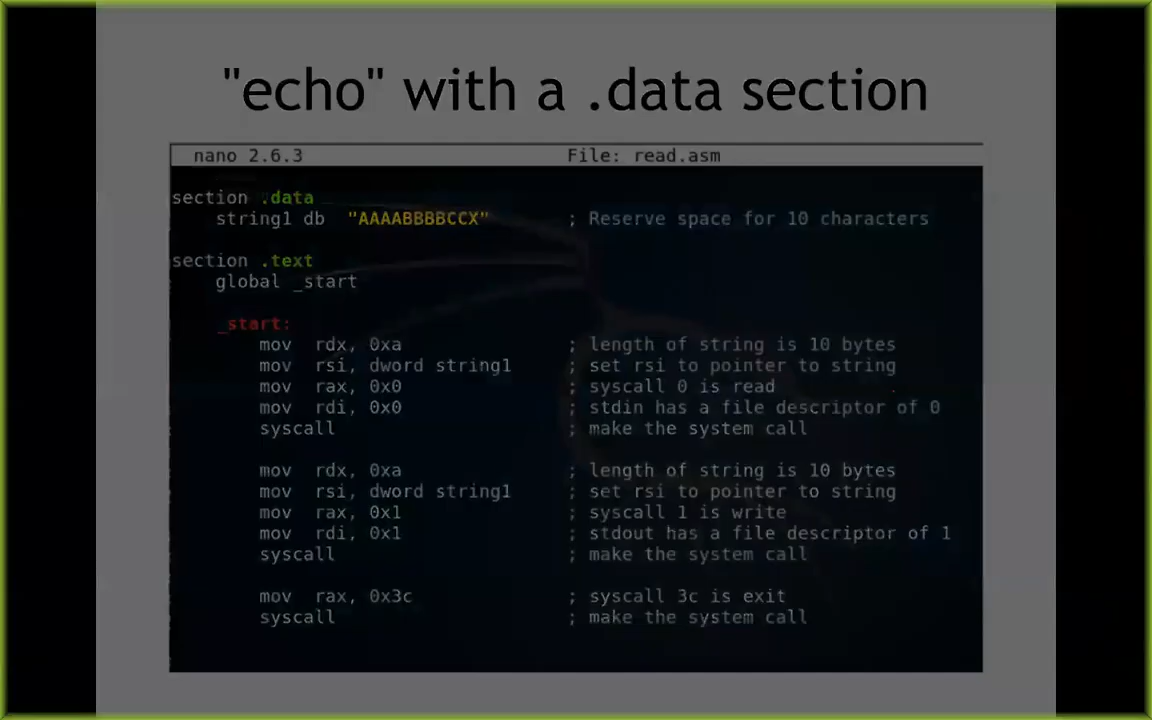 "echo" with a .data section
nano 2.6.3 File: read.asm
section .data
string1 db "AAAABBBBCCX" ; Reserve space for 10 characters
section .text
global _start
_start:
mov rdx, 0xa ; length of string is 10 bytes
mov rsi, dword string1 ; set rsi to pointer to string
mov rax, 0x0 ; syscall 0 is read
mov rdi, 0x0 ; stdin has a file descriptor of 0
syscall ; make the system call
mov rdx, 0xa ; length of string is 10 bytes
mov rsi, dword string1 ; set rsi to pointer to string
mov rax, 0x1 ; syscall 1 is write
mov rdi, 0x1 ; stdout has a file descriptor of 1
syscall ; make the system call
mov rax, 0x3c ; syscall 3c is exit
syscall ; make the system call